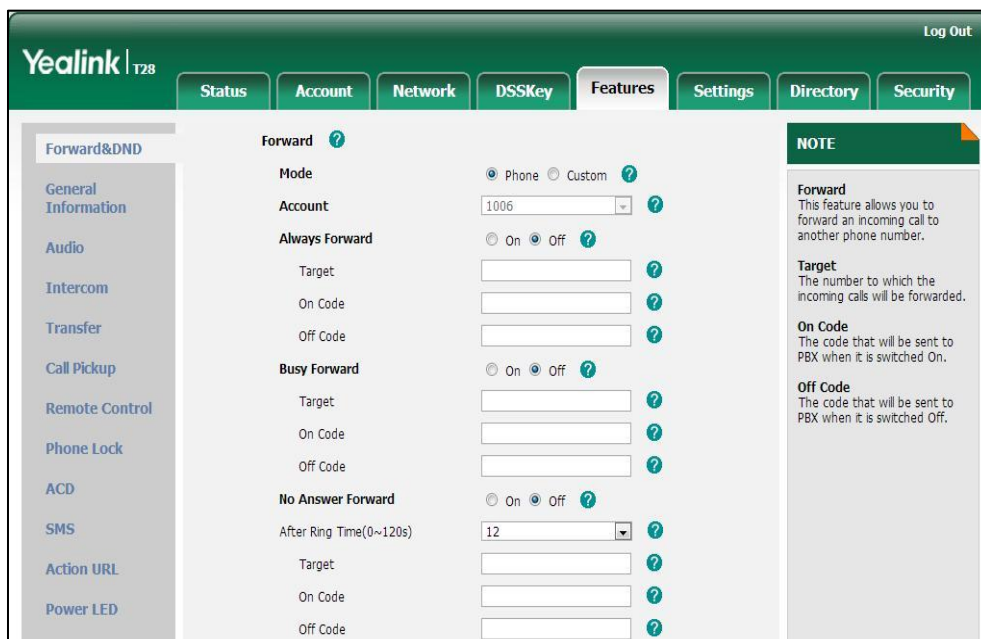 Log Out
Yealink | T28
Status Account Network DSSKey Features Settings Directory Security
Forward&DND
General
Information
Audio
Intercom
Transfer
Call Pickup
Remote Control
Phone Lock
ACD
SMS
Action URL
Power LED
Forward ?
Mode Phone Custom ?
Account 1006 ?
Always Forward On Off ?
Target ?
On Code ?
Off Code ?
Busy Forward On Off ?
Target ?
On Code ?
Off Code ?
No Answer Forward On Off ?
After Ring Time(0~120s) 12 ?
Target ?
On Code ?
Off Code ?
NOTE
Forward
This feature allows you to
forward an incoming call to
another phone number.
Target
The number to which the
incoming calls will be forwarded.
On Code
The code that will be sent to
PBX when it is switched On.
Off Code
The code that will be sent to
PBX when it is switched Off.